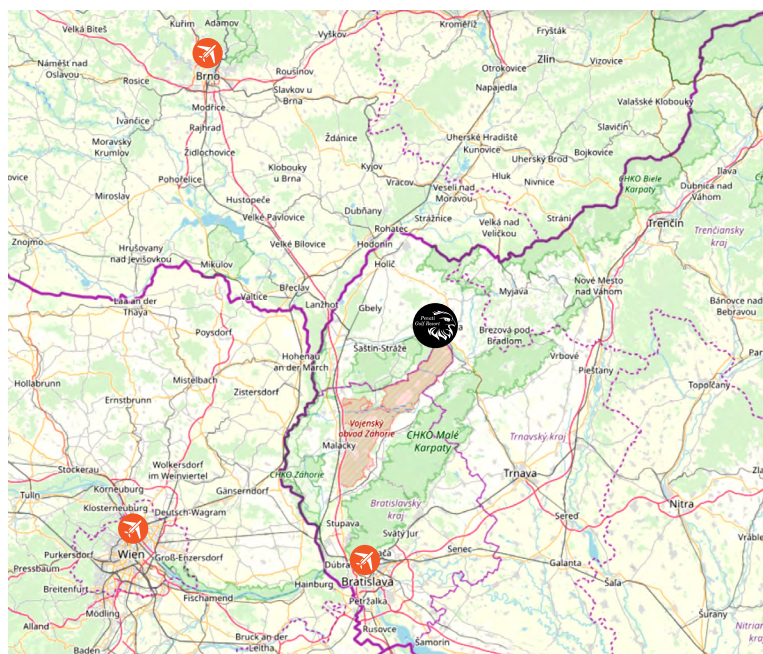 Kuřim
Adamov
Velká Biteš
Vyškov
Kroměříž
Fryšták
Náměšť nad
Oslavou
Rosice
Brno
Rousínov
Slavkov u
Brna
Otrokovice
Zlín
Vizovice
Napajedla
Modřice
Valašské Klobouky
Ivančice
Rajhrad
Ždánice
Uherské Hradiště
Kunovice
Slavičín
Moravský
Krumlov
Židlochovice
Bojkovice
Uherský Brod
Klobouky
u Brna
Kyjov
Pohořelice
Vracov
Hluk
Nivnice
CHKO Biele
Karpaty
Ilava
Dubnica nad
Váhom
ovice
Miroslav
Hustopeče
Veselí nad
Moravou
Dubňany
Velké Pavlovice
Strážnice
Velká nad
Veličkou
Strání
Trenčín
Rohatec
Trenčiansky
kraj
Znojmo
Hrušovany
nad Jevišovkou
Velké Bílovice
Hodonín
Mikulov
Holíč
Břeclav
Myjava
Nové Mesto
nad Váhom
Laa an der
Thaya
Valtice
Lanžhot
Gbely
Bánovce nad
Bebravou
Penati
Golf Resort
Poysdorf
Brezová pod
Bradlom
Šaštín-Stráže
Hohenau
an der March
Vrbové
Piešťany
Hollabrunn
Mistelbach
Zistersdorf
Topoľčany
Ernstbrunn
Vojenský
obvod Záhorie
CHKO Malé
Karpaty
Trnavský kraj
Malacky
Stockerau
Wolkersdorf
im Weinviertel
CHKO Záhorie
Trnava
Tulln
Korneuburg
Gänserndorf
Nitra
Klosterneuburg
Deutsch-Wagram
Bratislavský
kraj
Sereď
Stupava
Svätý Jur
Wien
Purkersdorf
Groß-Enzersdorf
Senec
Pressbaum
Galanta
Hainburg
Bratislava
Šaľa
Breitenfurt
Fischamend
Petržalka
Mödling
Šurany
Alland
Rusovce
Bruck an der
Leitha
Šamorín
Baden